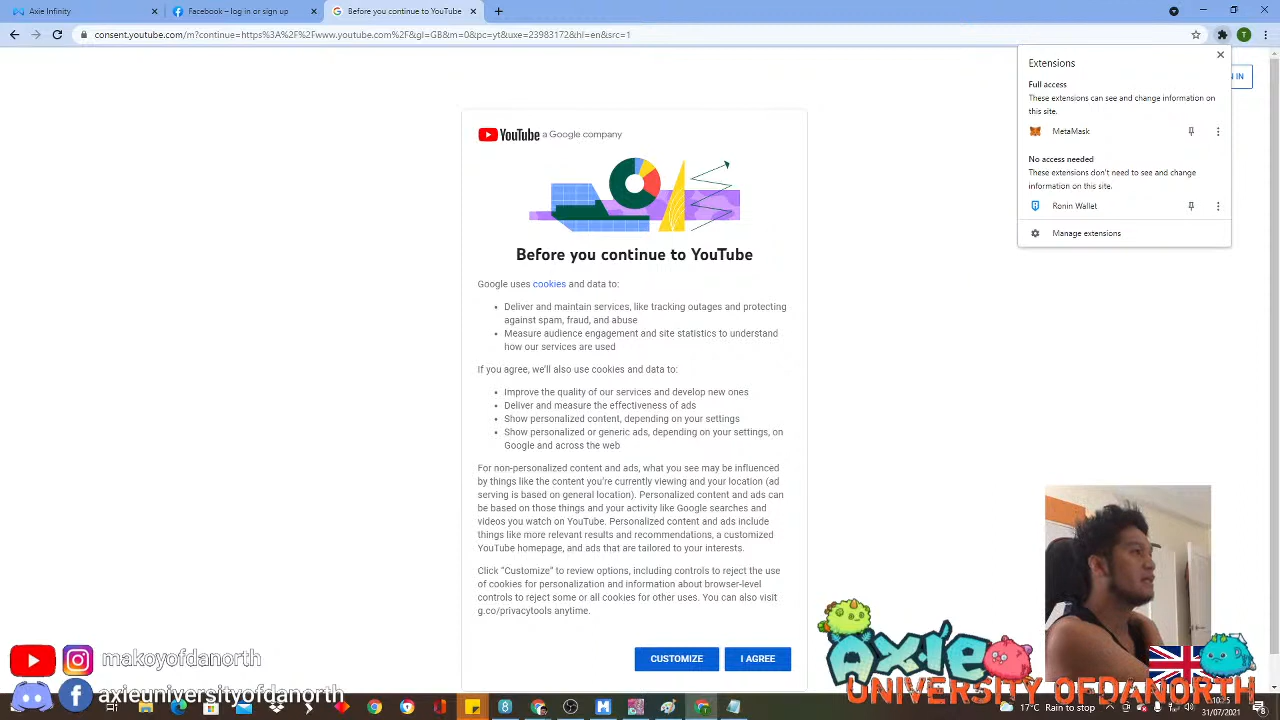 Axie Infinity
Facebook – log in or sign up
Before you continue to YouTube
consent.youtube.com/m?continue=https%3A%2F%2Fwww.youtube.com%2F&gl=GB&m=0&pc=yt&uxe=23983172&hl=en&src=1
T
Extensions
Full access
These extensions can see and change information on
this site.
MetaMask
No access needed
These extensions don't need to see and change
information on this site.
Ronin Wallet
Manage extensions
IN
YouTube a Google company
Before you continue to YouTube
Google uses cookies and data to:
• Deliver and maintain services, like tracking outages and protecting
against spam, fraud, and abuse
• Measure audience engagement and site statistics to understand
how our services are used
If you agree, we'll also use cookies and data to:
• Improve the quality of our services and develop new ones
• Deliver and measure the effectiveness of ads
• Show personalized content, depending on your settings
• Show personalized or generic ads, depending on your settings, on
Google and across the web
For non-personalized content and ads, what you see may be influenced
by things like the content you're currently viewing and your location (ad
serving is based on general location). Personalized content and ads can
be based on those things and your activity like Google searches and
videos you watch on YouTube. Personalized content and ads include
things like more relevant results and recommendations, a customized
YouTube homepage, and ads that are tailored to your interests.
Click "Customize" to review options, including controls to reject the use
of cookies for personalization and information about browser-level
controls to reject some or all cookies for other uses. You can also visit
g.co/privacytools anytime.
CUSTOMIZE
I AGREE
makoyofdanorth
axieuniversityofdanorth
Axie
UNIVERSITY OFDANORTH
17°C Rain to stop
31/07/2021